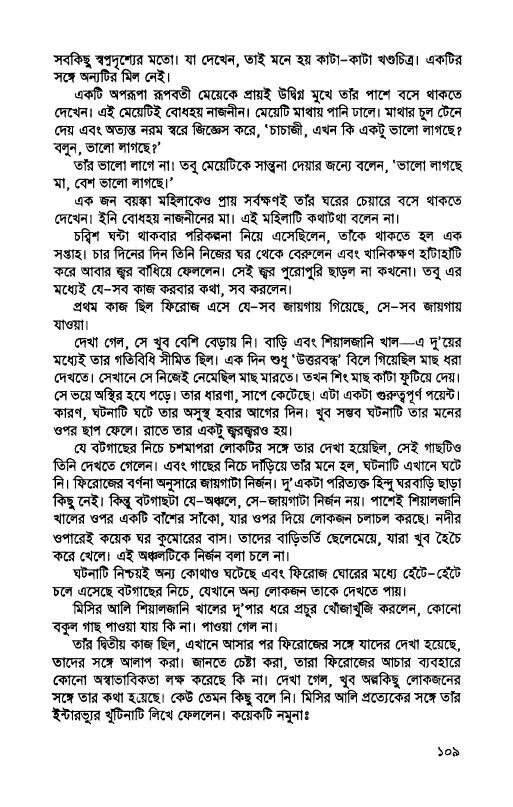 সবকিছু স্বপ্নদৃশ্যের মতো। যা দেখেন, তাই মনে হয় কাটা-কাটা খণ্ডচিত্র। একটির
সঙ্গে অন্যটির মিল নেই।
একটি অপরূপা রূপবতী মেয়েকে প্রায়ই উদ্বিগ্ন মুখে তাঁর পাশে বসে থাকতে
দেখেন। এই মেয়েটিই বোধহয় নাজনীন। মেয়েটি মাথায় পানি ঢালে। মাথার চুল টেনে
দেয় এবং অত্যন্ত নরম স্বরে জিজ্ঞেস করে, 'চাচাজী, এখন কি একটু ভালো লাগছে?
বলুন, ভালো লাগছে?'
তাঁর ভালো লাগে না। তবু মেয়েটিকে সান্ত্বনা দেয়ার জন্যে বলেন, 'ভালো লাগছে
মা, বেশ ভালো লাগছে।'
এক জন বয়স্কা মহিলাকেও প্রায় সর্বক্ষণই তাঁর ঘরের চেয়ারে বসে থাকতে
দেখেন। ইনি বোধহয় নাজনীনের মা। এই মহিলাটি কথাটথা বলেন না।
চব্বিশ ঘন্টা থাকবার পরিকল্পনা নিয়ে এসেছিলেন, তাঁকে থাকতে হল এক
সপ্তাহ। চার দিনের দিন তিনি নিজের ঘর থেকে বেরুলেন এবং খানিকক্ষণ হাঁটাহাঁটি
করে আবার জ্বর বাঁধিয়ে ফেললেন। সেই জ্বর পুরোপুরি ছাড়ল না কখনো। তবু এর
মধ্যেই যে-সব কাজ করবার কথা, সব করলেন।
প্রথম কাজ ছিল ফিরোজ এসে যে-সব জায়গায় গিয়েছে, সে-সব জায়গায়
যাওয়া।
দেখা গেল, সে খুব বেশি বেড়ায় নি। বাড়ি এবং শিয়ালজানি খাল—এ দু'য়ের
মধ্যেই তার গতিবিধি সীমিত ছিল। এক দিন শুধু 'উত্তরবন্ধ' বিলে গিয়েছিল মাছ ধরা
দেখতে। সেখানে সে নিজেই নেমেছিল মাছ মারতে। তখন শিং মাছ কাঁটা ফুটিয়ে দেয়।
সে ভয়ে অস্থির হয়ে পড়ে। তার ধারণা, সাপে কেটেছে। এটা একটা গুরুত্বপূর্ণ পয়েন্ট।
কারণ, ঘটনাটি ঘটে তার অসুস্থ হবার আগের দিন। খুব সম্ভব ঘটনাটি তার মনের
ওপর ছাপ ফেলে। রাতে তার একটু জ্বরজ্বরও হয়।
যে বটগাছের নিচে চশমাপরা লোকটির সঙ্গে তার দেখা হয়েছিল, সেই গাছটিও
তিনি দেখতে গেলেন। এবং গাছের নিচে দাঁড়িয়ে তাঁর মনে হল, ঘটনাটি এখানে ঘটে
নি। ফিরোজের বর্ণনা অনুসারে জায়গাটা নির্জন। দু'একটা পরিত্যক্ত হিন্দু ঘরবাড়ি ছাড়া
কিছু নেই। কিন্তু বটগাছটা যে-অঞ্চলে, সে-জায়গাটা নির্জন নয়। পাশেই শিয়ালজানি
খালের ওপর একটি বাঁশের সাঁকো, যার ওপর দিয়ে লোকজন চলাচল করছে। নদীর
ওপারেই কয়েক ঘর কুমোরের বাস। তাদের বাড়িভর্তি ছেলেমেয়ে, যারা খুব হৈচৈ
করে খেলে। এই অঞ্চলটিকে নির্জন বলা চলে না।
ঘটনাটি নিশ্চয়ই অন্য কোথাও ঘটেছে এবং ফিরোজ ঘোরের মধ্যে হেঁটে-হেঁটে
চলে এসেছে বটগাছের নিচে, যেখানে অন্য লোকজন তাকে দেখতে পায়।
মিসির আলি শিয়ালজানি খালের দু'পার ধরে প্রচুর খোঁজাখুঁজি করলেন, কোনো
বকুল গাছ পাওয়া যায় কি না। পাওয়া গেল না।
তাঁর দ্বিতীয় কাজ ছিল, এখানে আসার পর ফিরোজের সঙ্গে যাদের দেখা হয়েছে,
তাদের সঙ্গে আলাপ করা। জানতে চেষ্টা করা, তারা ফিরোজের আচার ব্যবহারে
কোনো অস্বাভাবিকতা লক্ষ করেছে কি না। দেখা গেল, খুব অল্পকিছু লোকজনের
সঙ্গে তার কথা হয়েছে। কেউ তেমন কিছু বলে নি। মিসির আলি প্রত্যেকের সঙ্গে তাঁর
ইন্টারভ্যুর খুঁটিনাটি লিখে ফেললেন। কয়েকটি নমুনাঃ
১০৯